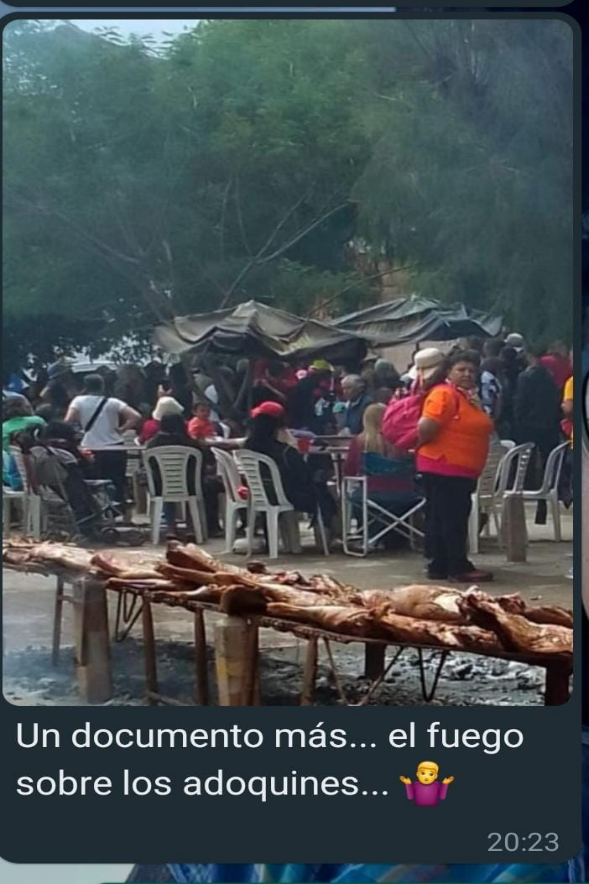 Un documento más... el fuego
sobre los adoquines... 🤷
20:23